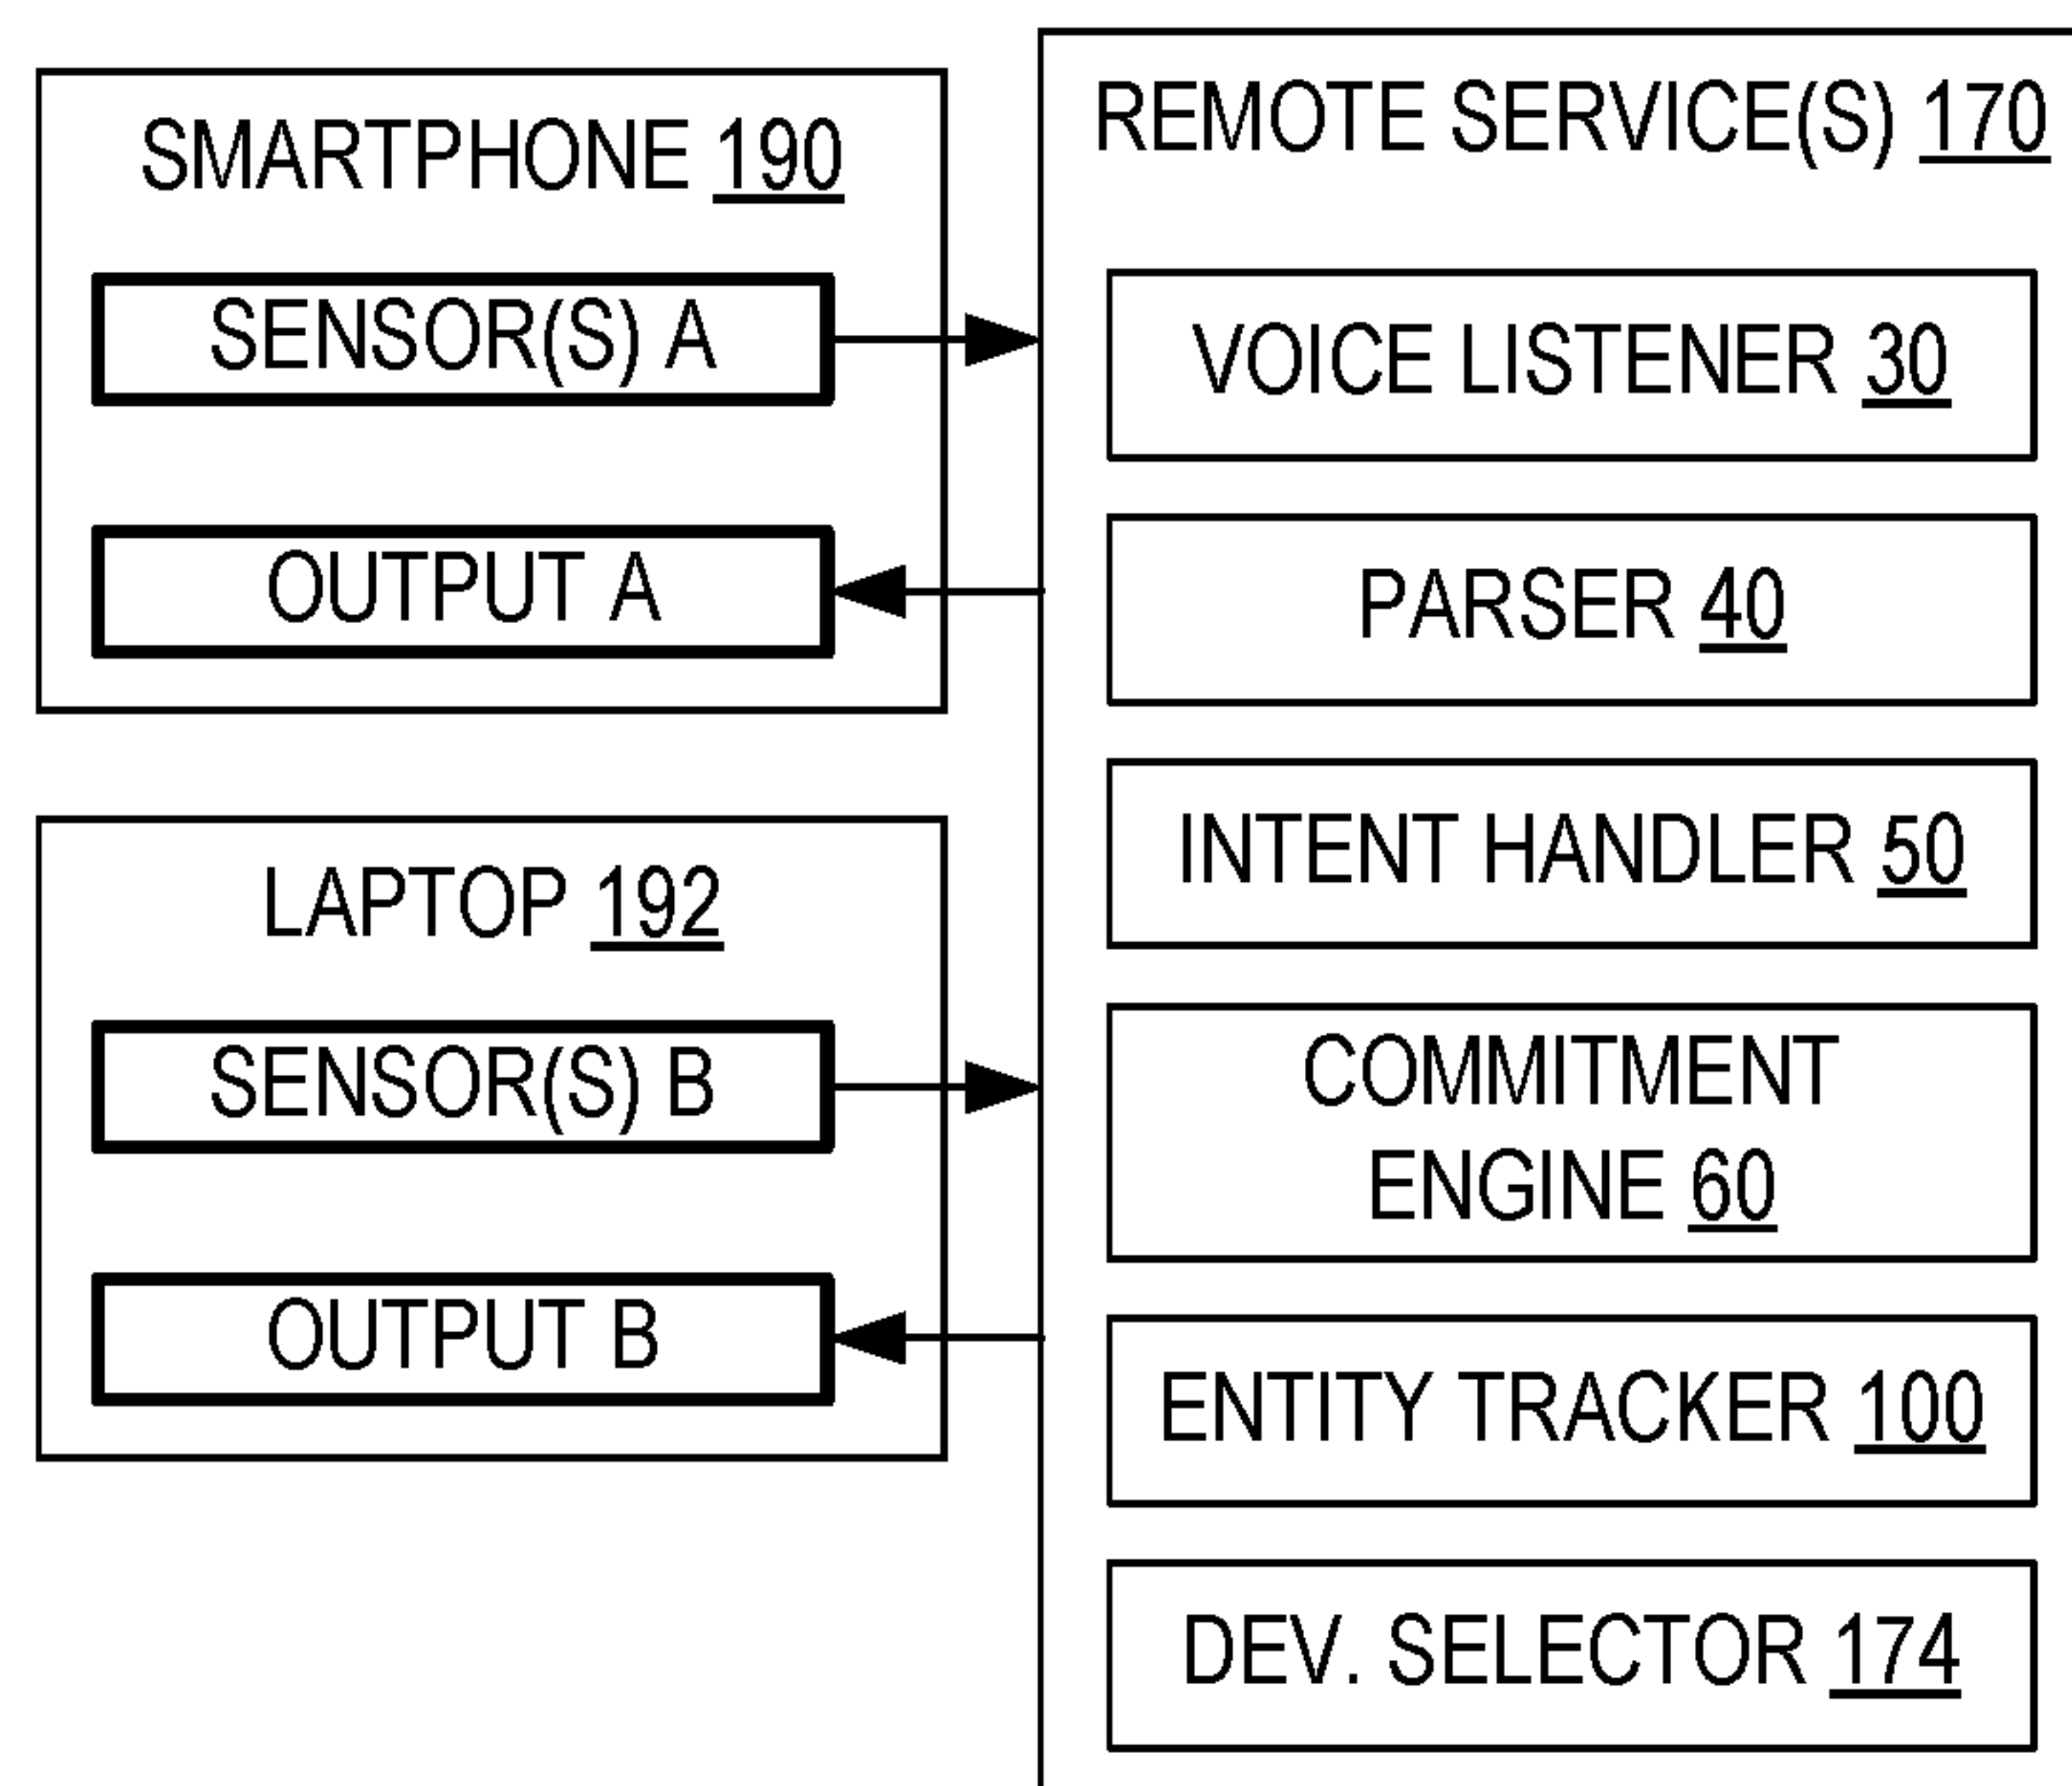 SMARTPHONE 190
SENSOR(S) A
OUTPUT A
LAPTOP 192
SENSOR(S) B
OUTPUT B
REMOTE SERVICE(S) 170
VOICE LISTENER 30
PARSER 40
INTENT HANDLER 50
COMMITMENT
ENGINE 60
ENTITY TRACKER 100
DEV. SELECTOR 174